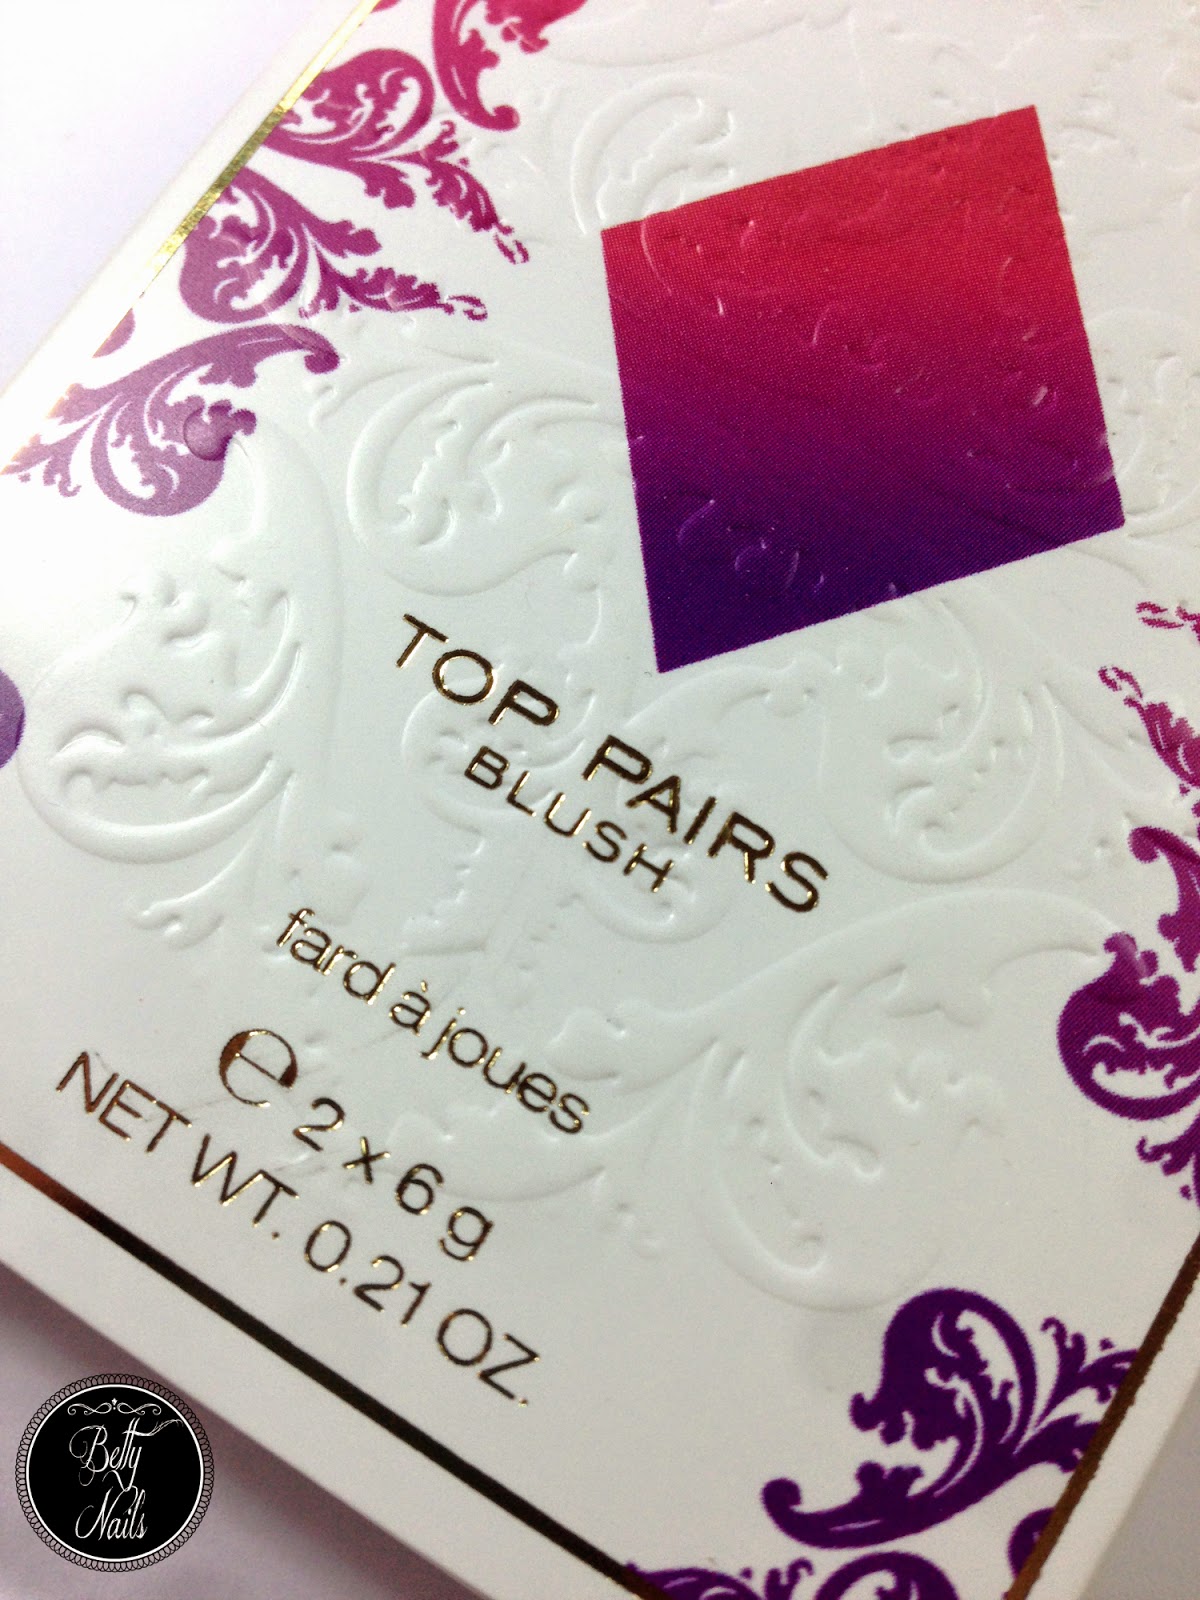 TOP PAIRS
BLUSH
fard à joues
℮ 2 x 6 g
NET WT. 0.21 OZ.
Betty
Nails